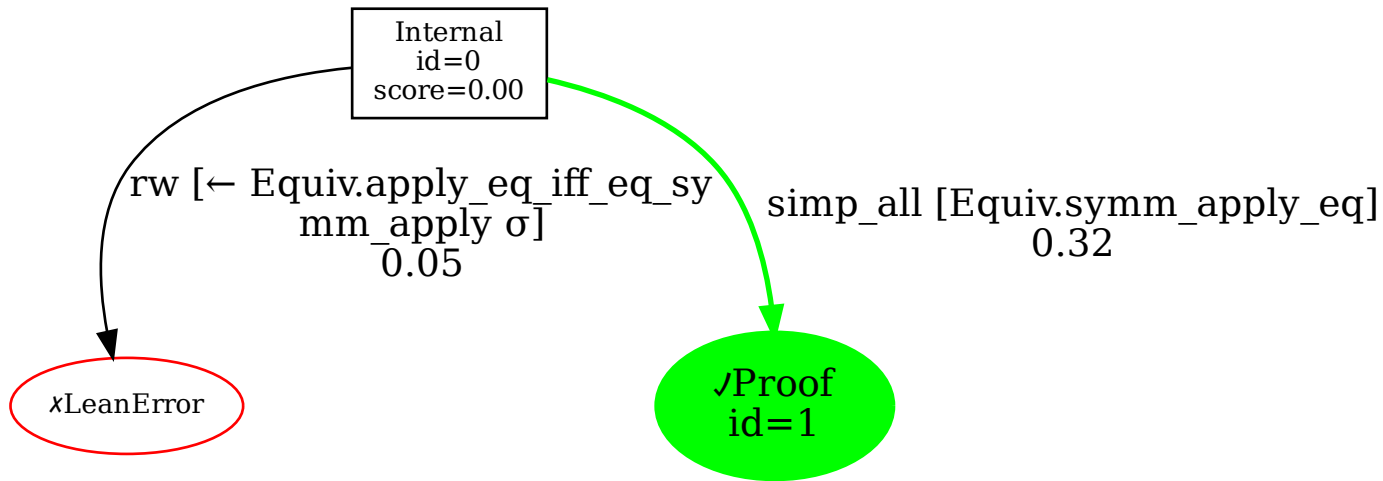 Internal
id=0
score=0.00
rw [← Equiv.apply_eq_iff_eq_sy
mm_apply σ]
0.05
simp_all [Equiv.symm_apply_eq]
0.32
✗LeanError
✓Proof
id=1